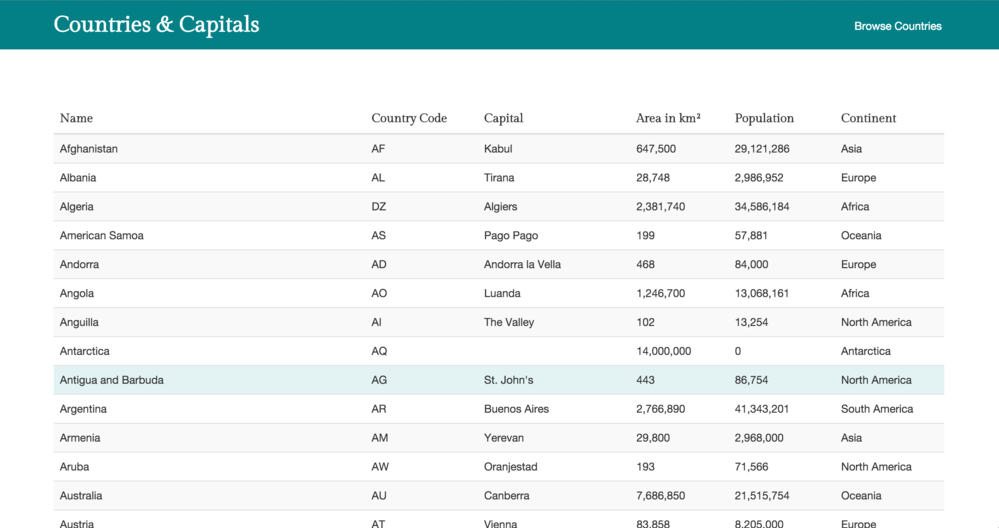 Countries & Capitals
Browse Countries
Name Country Code Capital Area in km² Population Continent
Afghanistan AF Kabul 647,500 29,121,286 Asia
Albania AL Tirana 28,748 2,986,952 Europe
Algeria DZ Algiers 2,381,740 34,586,184 Africa
American Samoa AS Pago Pago 199 57,881 Oceania
Andorra AD Andorra la Vella 468 84,000 Europe
Angola AO Luanda 1,246,700 13,068,161 Africa
Anguilla AI The Valley 102 13,254 North America
Antarctica AQ 14,000,000 0 Antarctica
Antigua and Barbuda AG St. John's 443 86,754 North America
Argentina AR Buenos Aires 2,766,890 41,343,201 South America
Armenia AM Yerevan 29,800 2,968,000 Asia
Aruba AW Oranjestad 193 71,566 North America
Australia AU Canberra 7,686,850 21,515,754 Oceania
Austria AT Vienna 83,858 8,205,000 Europe